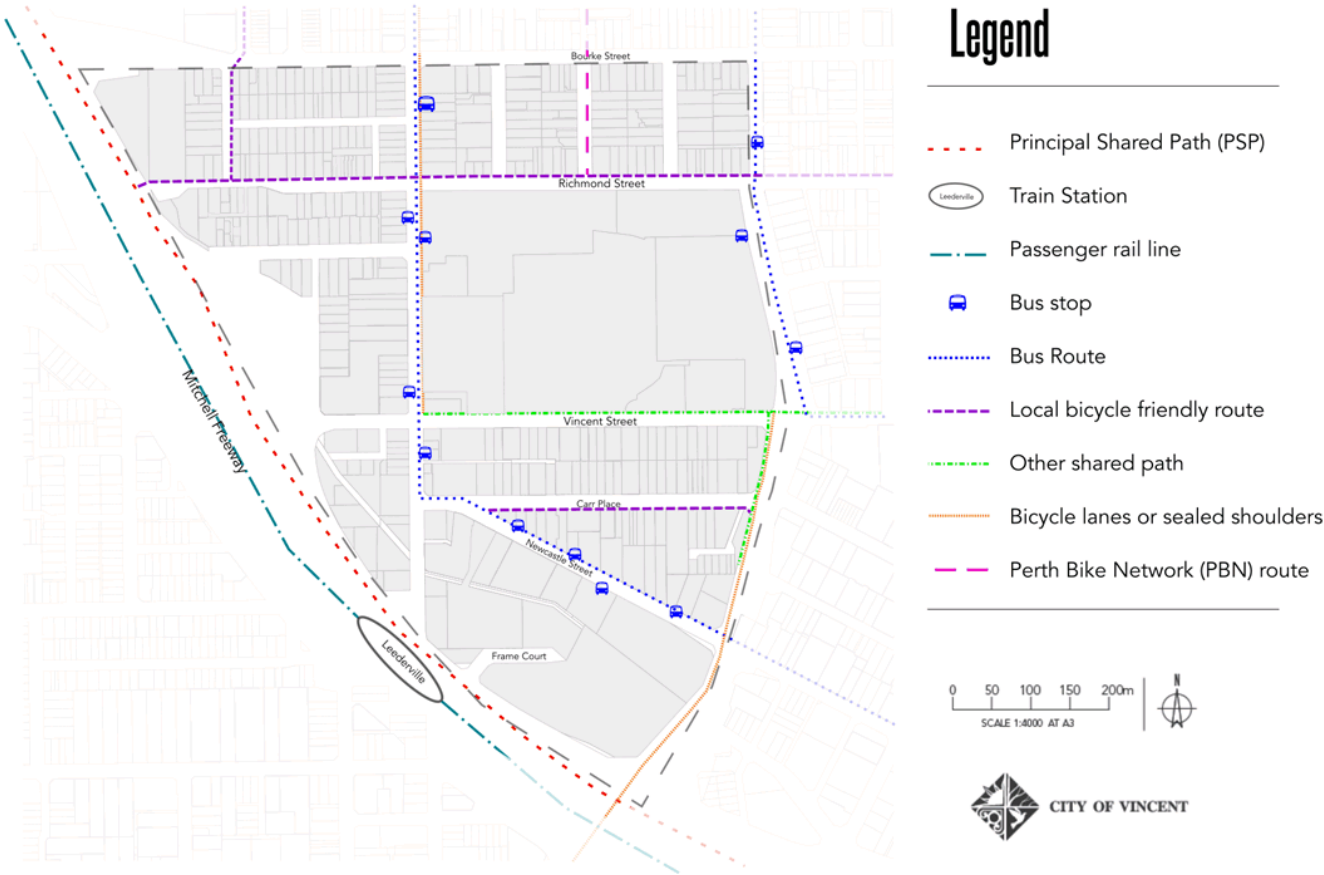 Legend
Bourke Street
Principal Shared Path (PSP)
Richmond Street
Leederville
Train Station
Passenger rail line
Bus stop
Bus Route
Mitchell Freeway
Local bicycle friendly route
Vincent Street
Other shared path
Carr Place
Bicycle lanes or sealed shoulders
Newcastle Street
Perth Bike Network (PBN) route
Leederville
Frame Court
N
0 50 100 150 200m
SCALE 1:4000 AT A3
CITY OF VINCENT